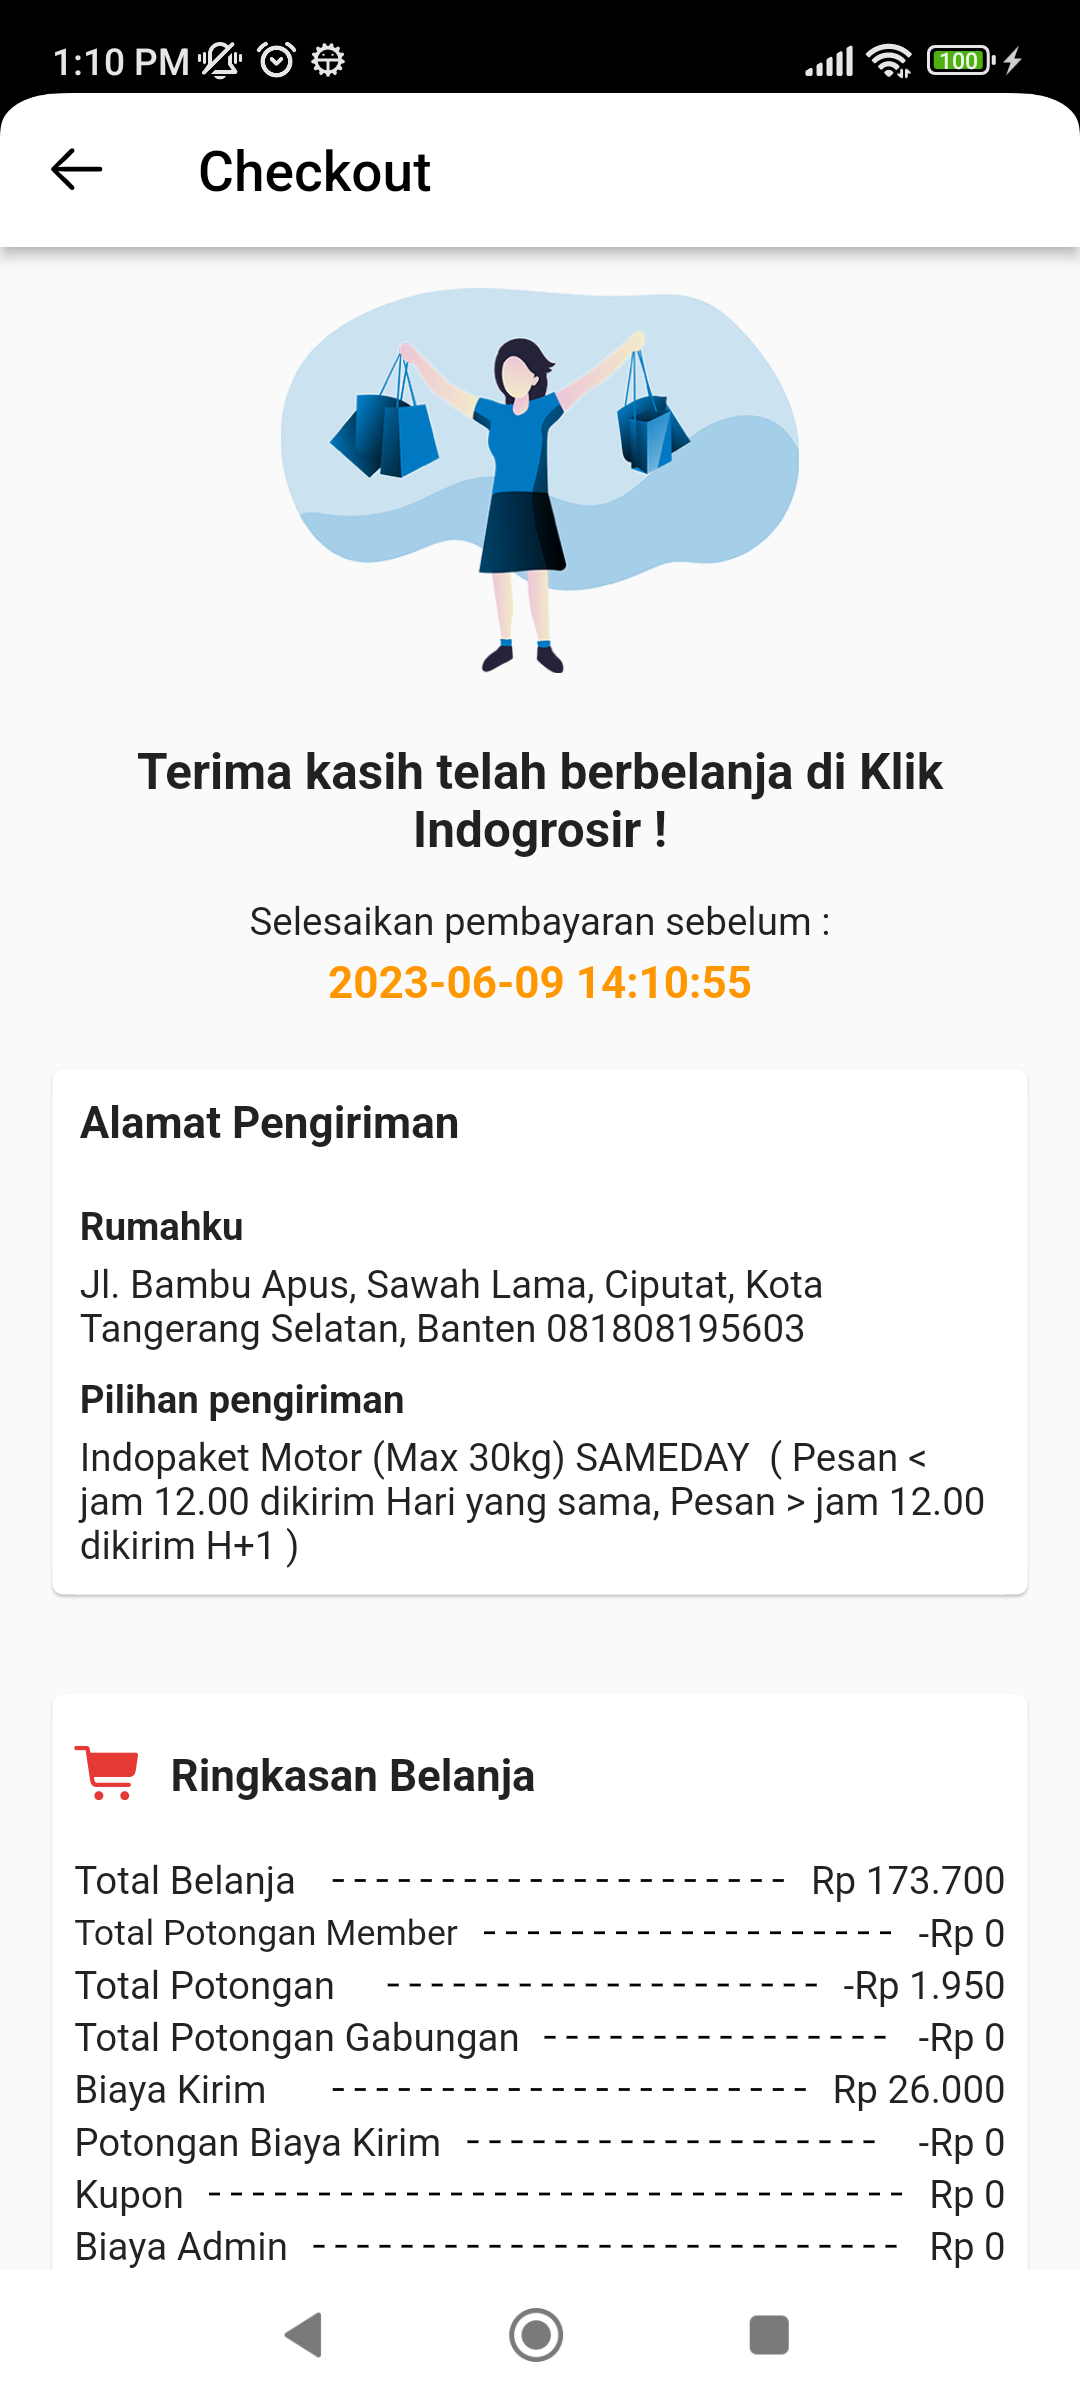 1:10 PM
100
Checkout
Terima kasih telah berbelanja di Klik
Indogrosir !
Selesaikan pembayaran sebelum :
2023-06-09 14:10:55
Alamat Pengiriman
Rumahku
Jl. Bambu Apus, Sawah Lama, Ciputat, Kota
Tangerang Selatan, Banten 081808195603
Pilihan pengiriman
Indopaket Motor (Max 30kg) SAMEDAY  ( Pesan <
jam 12.00 dikirim Hari yang sama, Pesan > jam 12.00
dikirim H+1 )
Ringkasan Belanja
Total Belanja --------------------- Rp 173.700
Total Potongan Member ------------------- -Rp 0
Total Potongan -------------------- -Rp 1.950
Total Potongan Gabungan ---------------- -Rp 0
Biaya Kirim ---------------------- Rp 26.000
Potongan Biaya Kirim ------------------- -Rp 0
Kupon -------------------------------- Rp 0
Biaya Admin --------------------------- Rp 0